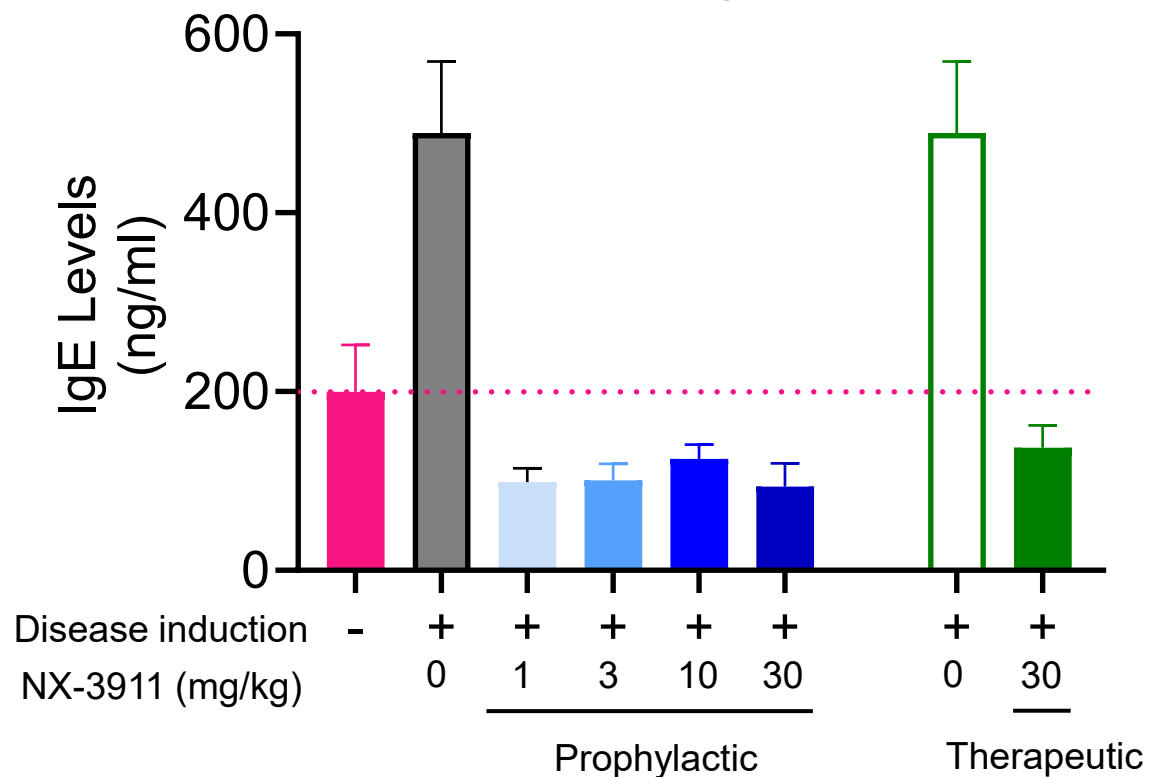 600
400
200
0
IgE Levels
(ng/ml)
Disease induction - + + + + + + +
NX-3911 (mg/kg) 0 1 3 10 30 0 30
Prophylactic Therapeutic